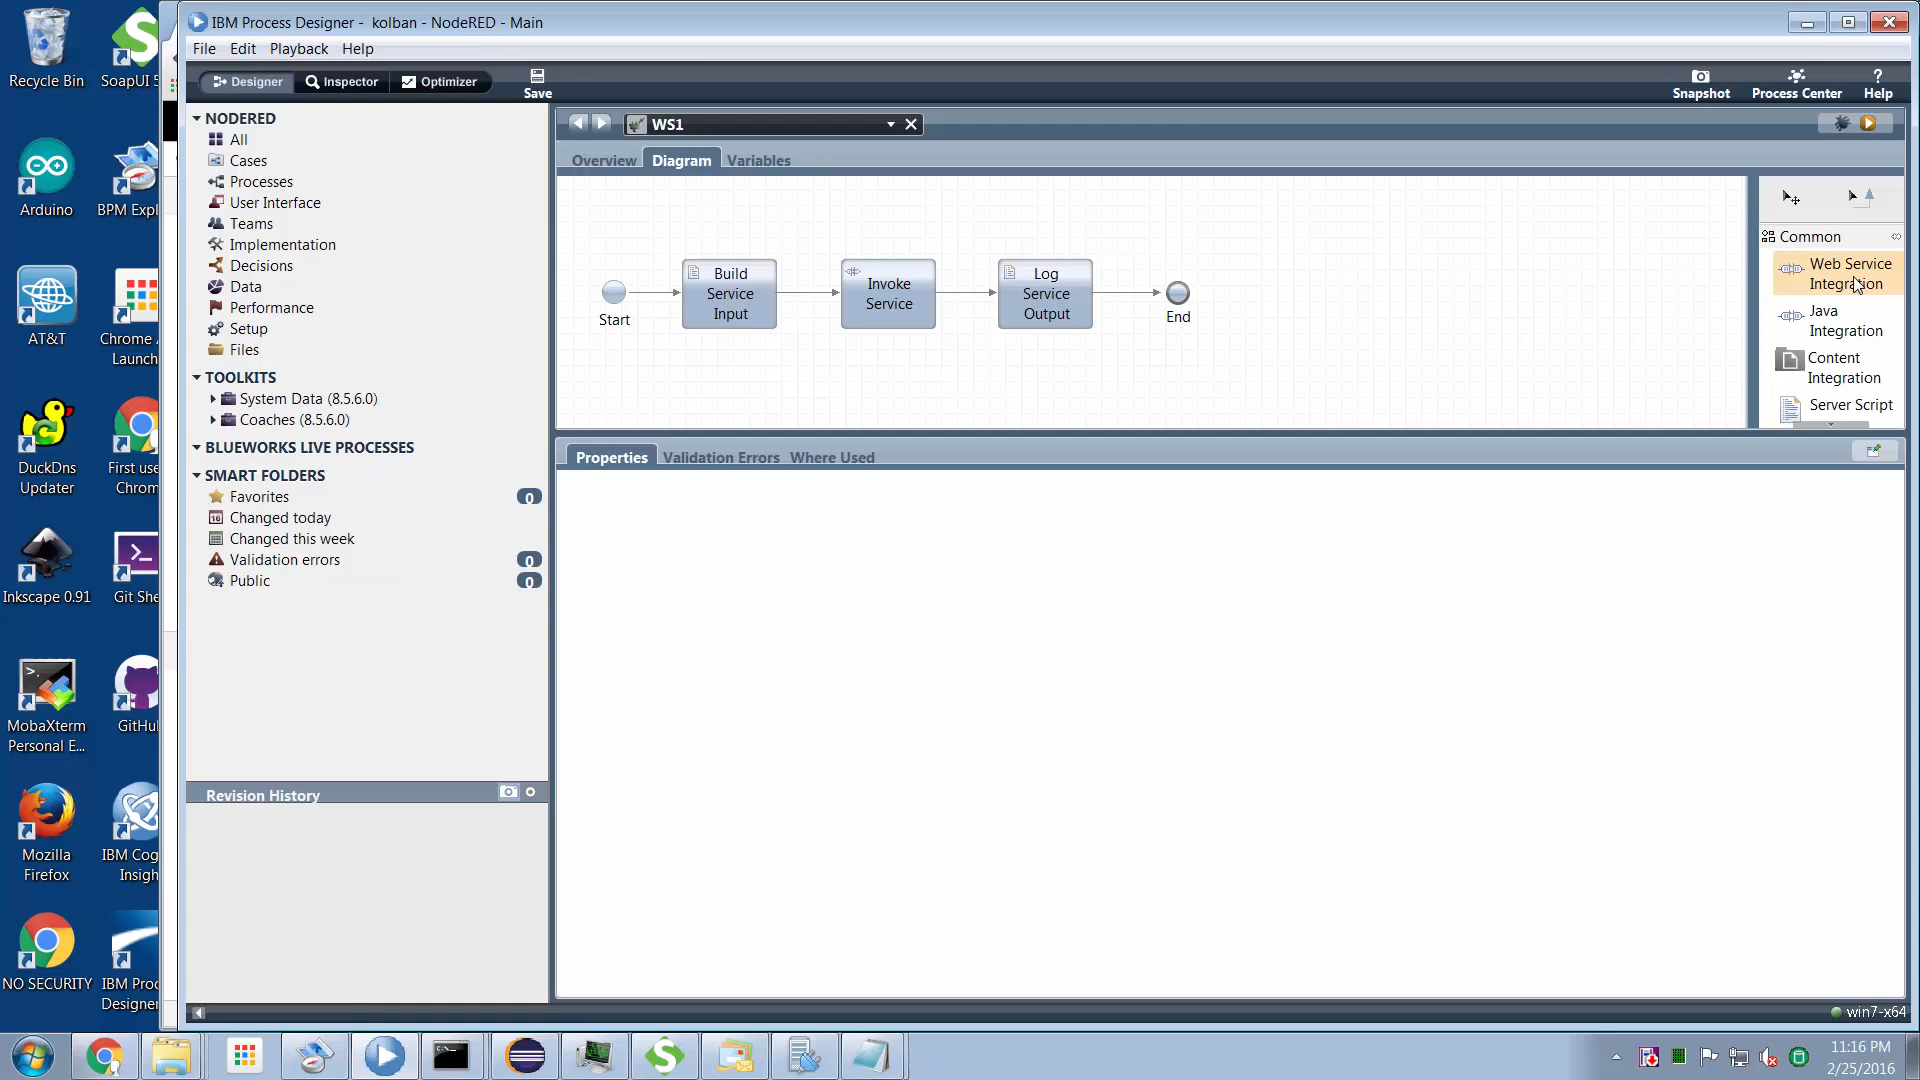 Recycle Bin
SoapUI 5
Arduino
BPM Expl
AT&T
Chrome A
Launch
DuckDns
Updater
First use
Chrom
Inkscape 0.91
Git She
MobaXterm
Personal E...
GitHu
Mozilla
Firefox
IBM Cog
Insigh
NO SECURITY
IBM Proc
Designer
IBM Process Designer - kolban - NodeRED - Main
File Edit Playback Help
Designer Inspector Optimizer
Save
Snapshot
Process Center
Help
NODERED
All
Cases
Processes
User Interface
Teams
Implementation
Decisions
Data
Performance
Setup
Files
TOOLKITS
System Data (8.5.6.0)
Coaches (8.5.6.0)
BLUEWORKS LIVE PROCESSES
SMART FOLDERS
Favorites 0
Changed today
Changed this week
Validation errors 0
Public 0
Revision History
WS1
Overview Diagram Variables
Start
Build
Service
Input
Invoke
Service
Log
Service
Output
End
Common
Web Service
Integration
Java
Integration
Content
Integration
Server Script
Properties Validation Errors Where Used
win7-x64
11:16 PM
2/25/2016